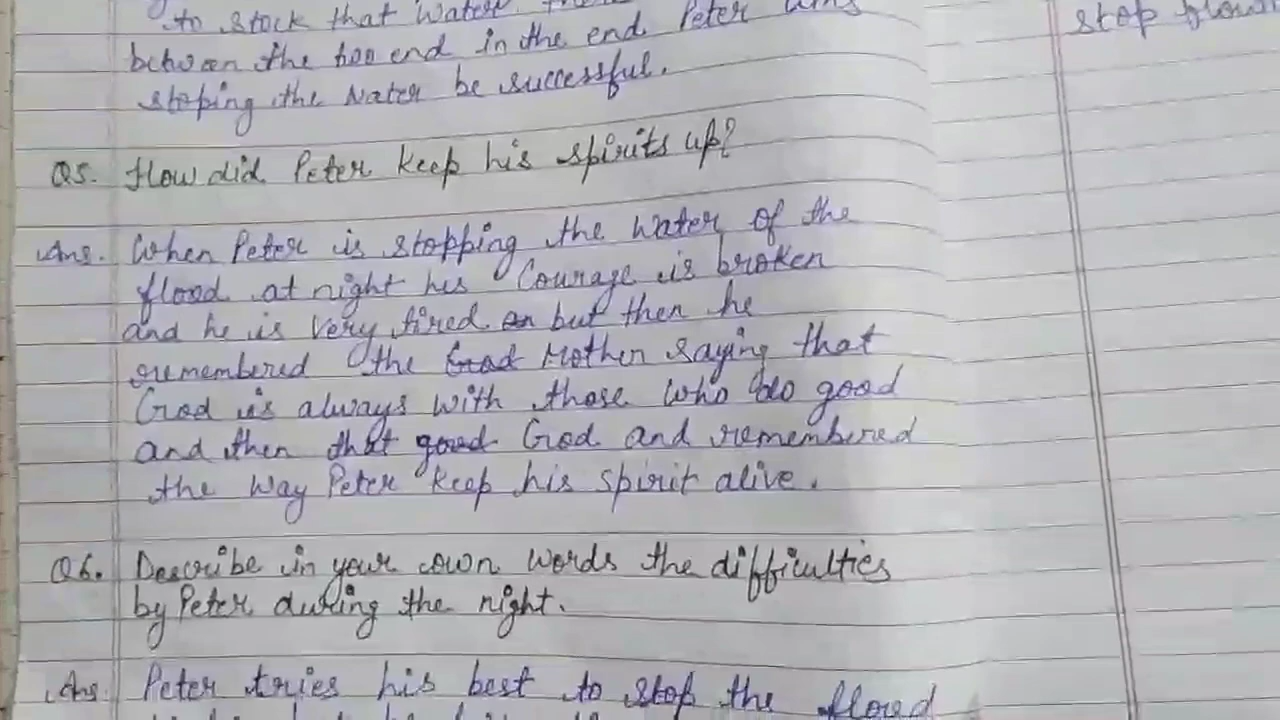 to stock that water
between the too end in the end Peter
stoping the water be successful.
stop flow
Q5. How did Peter keep his spirits up?
Ans. When Peter is stopping the water of the
flood at night his Courage is broken
and he is very tired but then he
remembered the Mother saying that
God is always with those who do good
and then that good God and remembered
the way Peter keep his spirit alive.
Q6. Describe in your own words the difficulties
by Peter during the night.
Ans. Peter tries his best to stop the flood